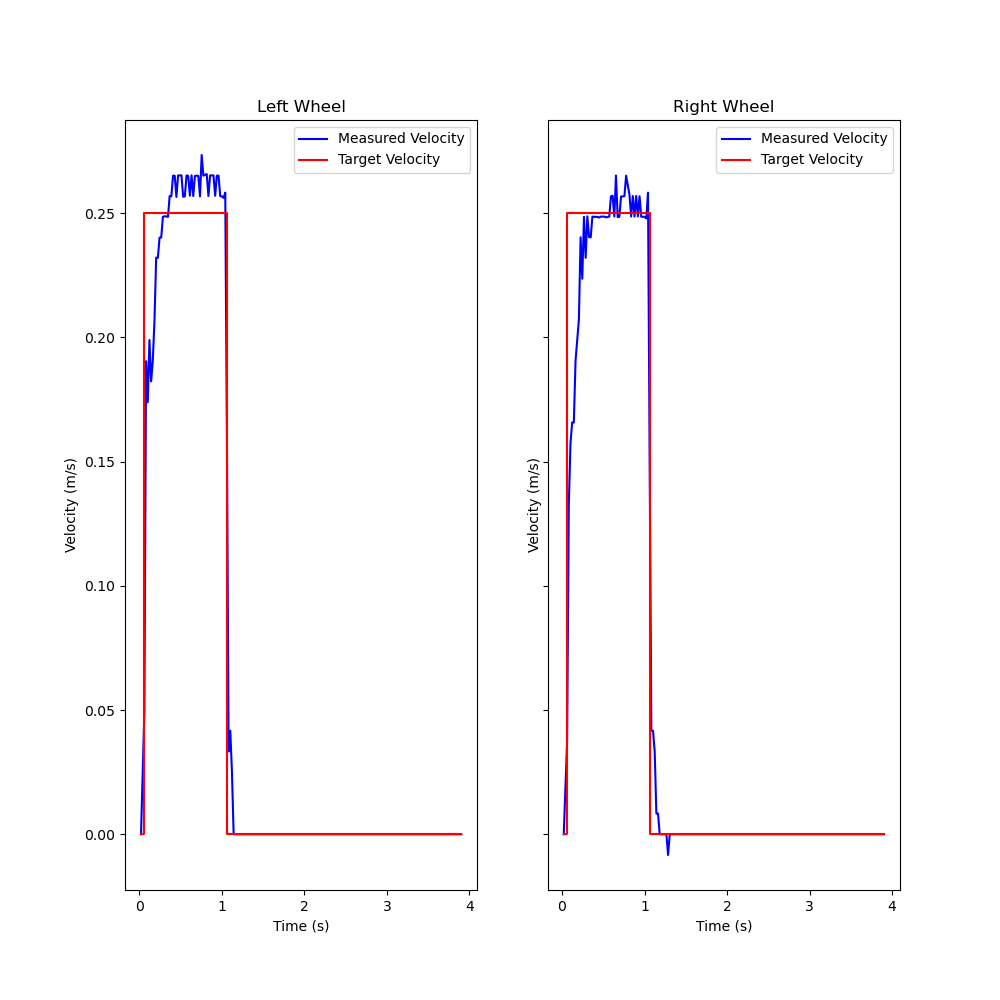 Left Wheel
Measured Velocity
Target Velocity
Velocity (m/s)
0.25
0.20
0.15
0.10
0.05
0.00
0 1 2 3 4
Time (s)
Right Wheel
Measured Velocity
Target Velocity
Velocity (m/s)
0 1 2 3 4
Time (s)